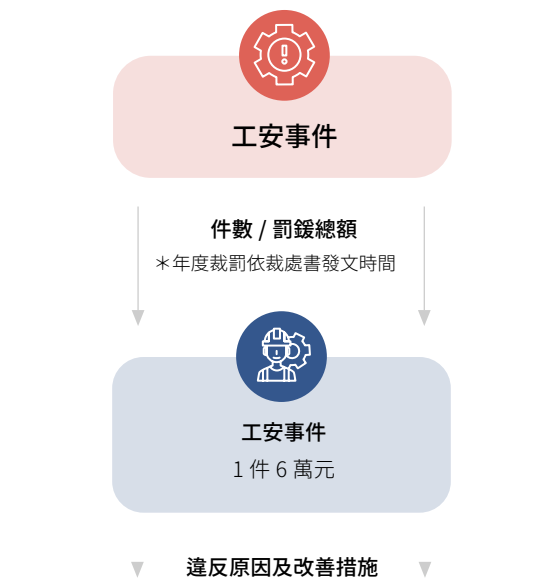 工安事件
件數 / 罰鍰總額
＊年度裁罰依裁處書發文時間
工安事件
1 件 6 萬元
違反原因及改善措施